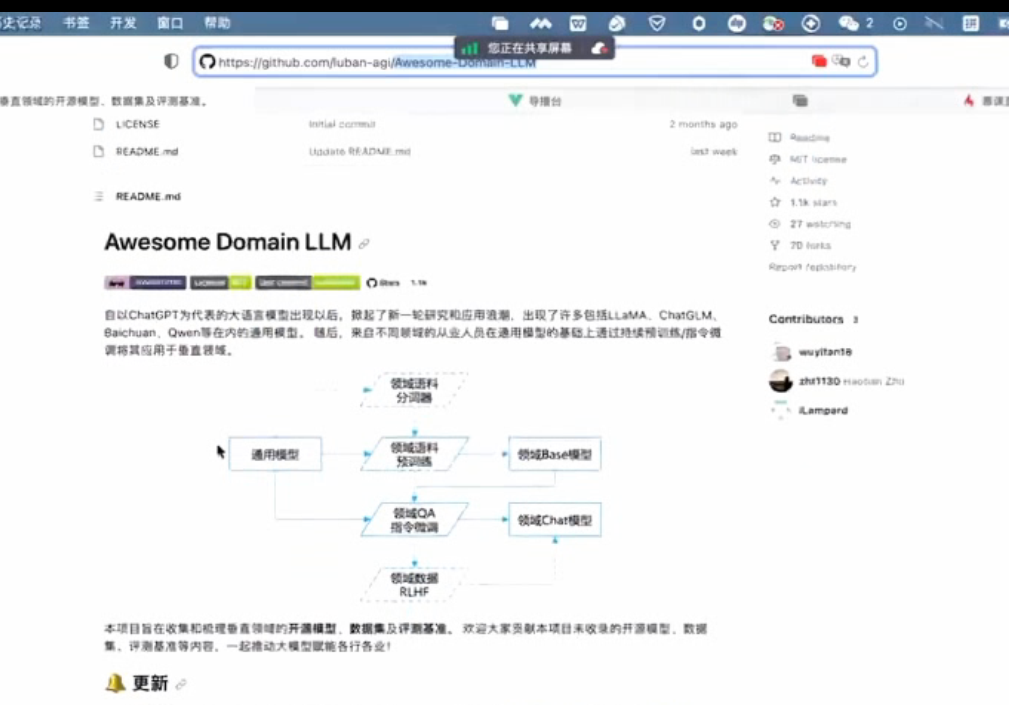 历史记录 书签 开发 窗口 帮助
2
拼
您正在共享屏幕
https://github.com/luban-agi/Awesome-Domain-LLM
垂直领域的开源模型、数据集及评测基准。
导播台
LICENSE Initial commit 2 months ago
README.md Update README.md last week
README.md
Readme
MIT license
Activity
1.1k stars
27 watching
70 forks
Report repository
Awesome Domain LLM
Stars 1.1k
自以ChatGPT为代表的大语言模型出现以后，掀起了新一轮研究和应用浪潮，出现了许多包括LLaMA、ChatGLM、
Baichuan、Qwen等在内的通用模型。随后，来自不同领域的从业人员在通用模型的基础上通过持续预训练/指令微
调将其应用于垂直领域。
Contributors 3
wuyitan18
zht1130 Haotian Zhu
iLampard
领域语料
分词器
通用模型
领域语料
预训练
领域Base模型
领域QA
指令微调
领域Chat模型
领域数据
RLHF
本项目旨在收集和梳理垂直领域的开源模型、数据集及评测基准。欢迎大家贡献本项目未收录的开源模型、数据
集、评测基准等内容，一起推动大模型赋能各行各业！
更新